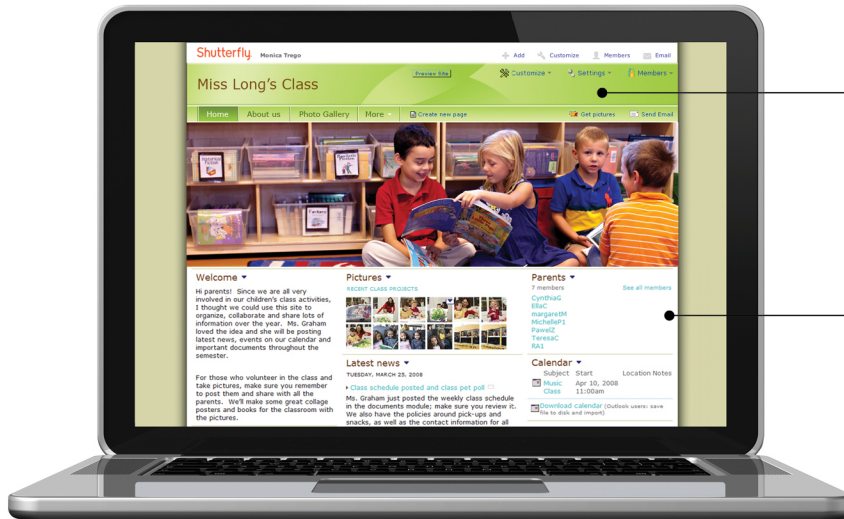 Shutterfly Monica Trego
Add Customize Members Email
Miss Long's Class
Preview Site
Customize Settings Members
Home About us Photo Gallery More Create new page Get pictures Send Email
Fantasy
Welcome
Hi parents! Since we are all very
involved in our children's class activities,
I thought we could use this site to
organize, collaborate and share lots of
information over the year. Ms. Graham
loved the idea and she will be posting
latest news, events on our calendar and
important documents throughout the
semester.
For those who volunteer in the class and
take pictures, make sure you remember
to post them and share with all the
parents. We'll make some great collage
posters and books for the classroom with
the pictures.
Pictures
RECENT CLASS PROJECTS
Latest news
TUESDAY, MARCH 25, 2008
Class schedule posted and class pet poll
Ms. Graham just posted the weekly class schedule
in the documents module; make sure you review it.
We also have the policies around pick-ups and
snacks, as well as the contact information for all
Parents
7 members See all members
CynthiaG
EllaC
margaretM
MichelleP1
PawelZ
TeresaC
RA1
Calendar
Subject Start Location Notes
Music Apr 10, 2008
Class 11:00am
Download calendar (Outlook users: save
file to disk and import)